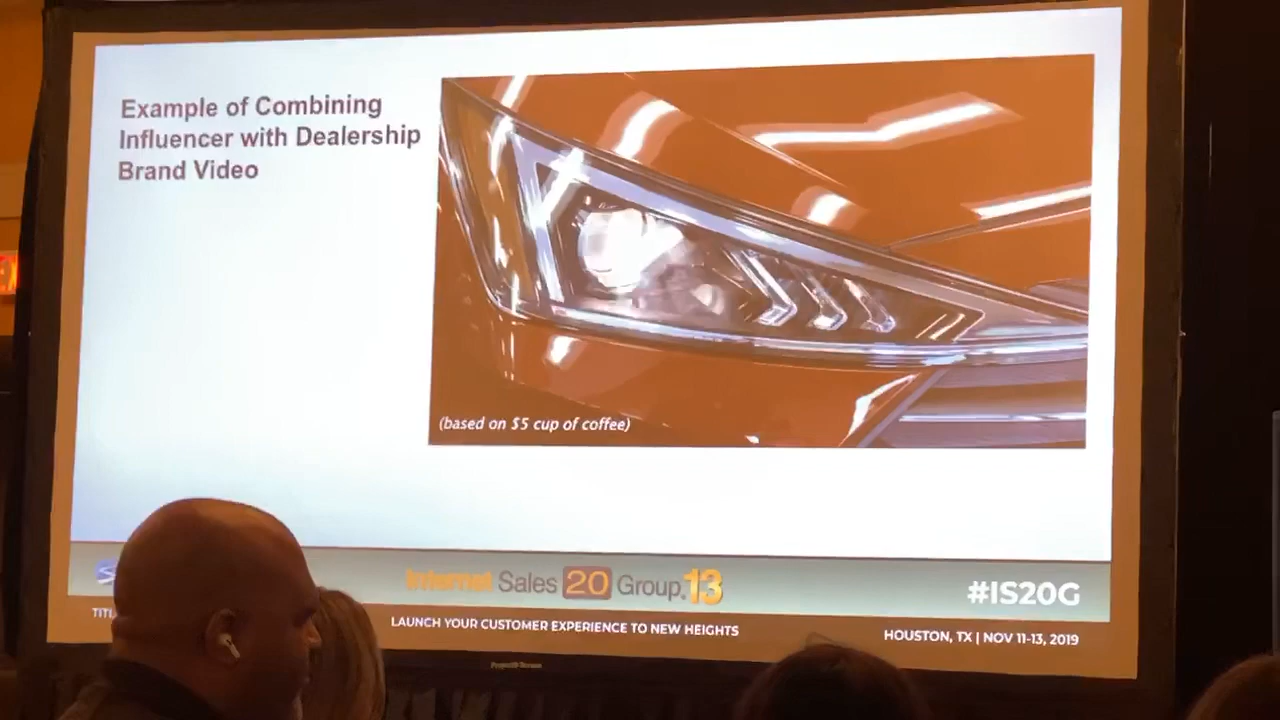 Example of Combining
Influencer with Dealership
Brand Video
(based on $5 cup of coffee)
Internet Sales 20 Group.13
#IS20G
LAUNCH YOUR CUSTOMER EXPERIENCE TO NEW HEIGHTS
HOUSTON, TX | NOV 11-13, 2019